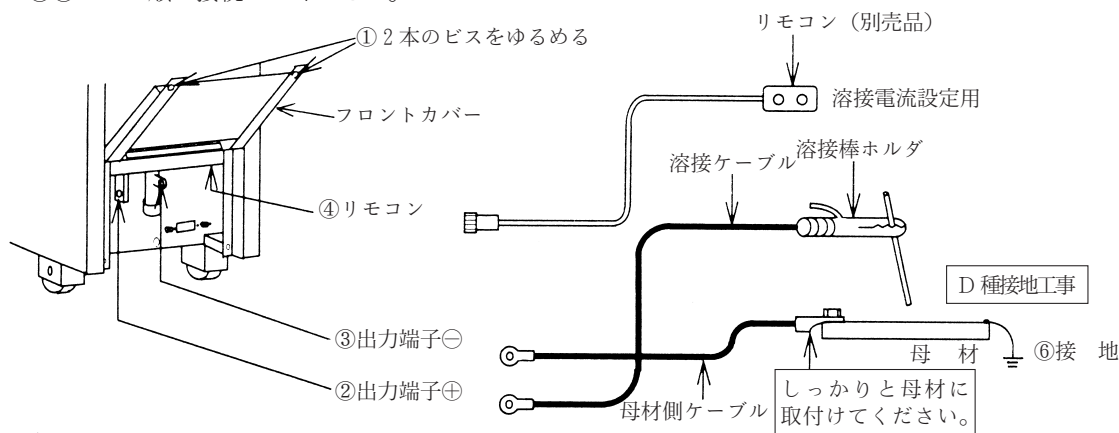 リモコン（別売品）
①2本のビスをゆるめる
溶接電流設定用
フロントカバー
溶接ケーブル
溶接棒ホルダ
④リモコン
D種接地工事
③出力端子⊖
母　材
⑥接　地
②出力端子⊕
母材側ケーブル
しっかりと母材に
取付けてください。